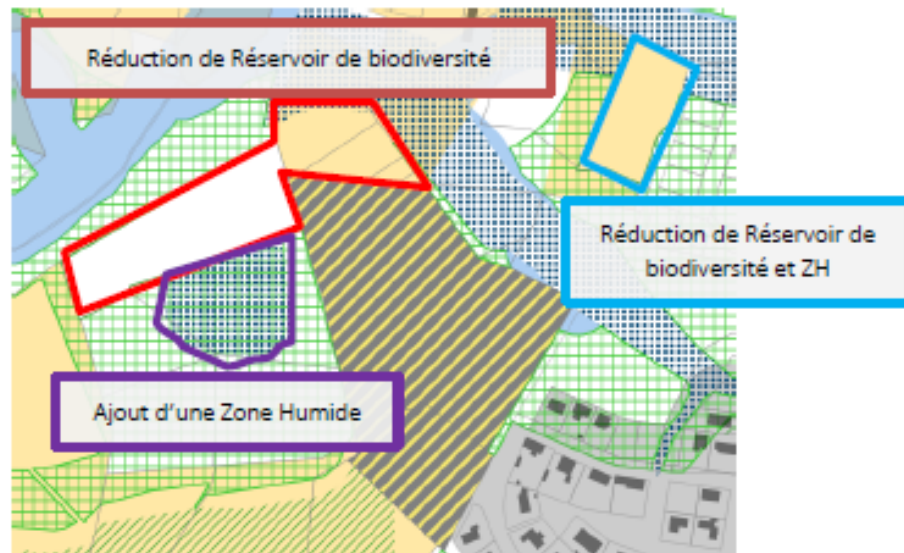 Réduction de Réservoir de biodiversité
Réduction de Réservoir de
biodiversité et ZH
Ajout d'une Zone Humide